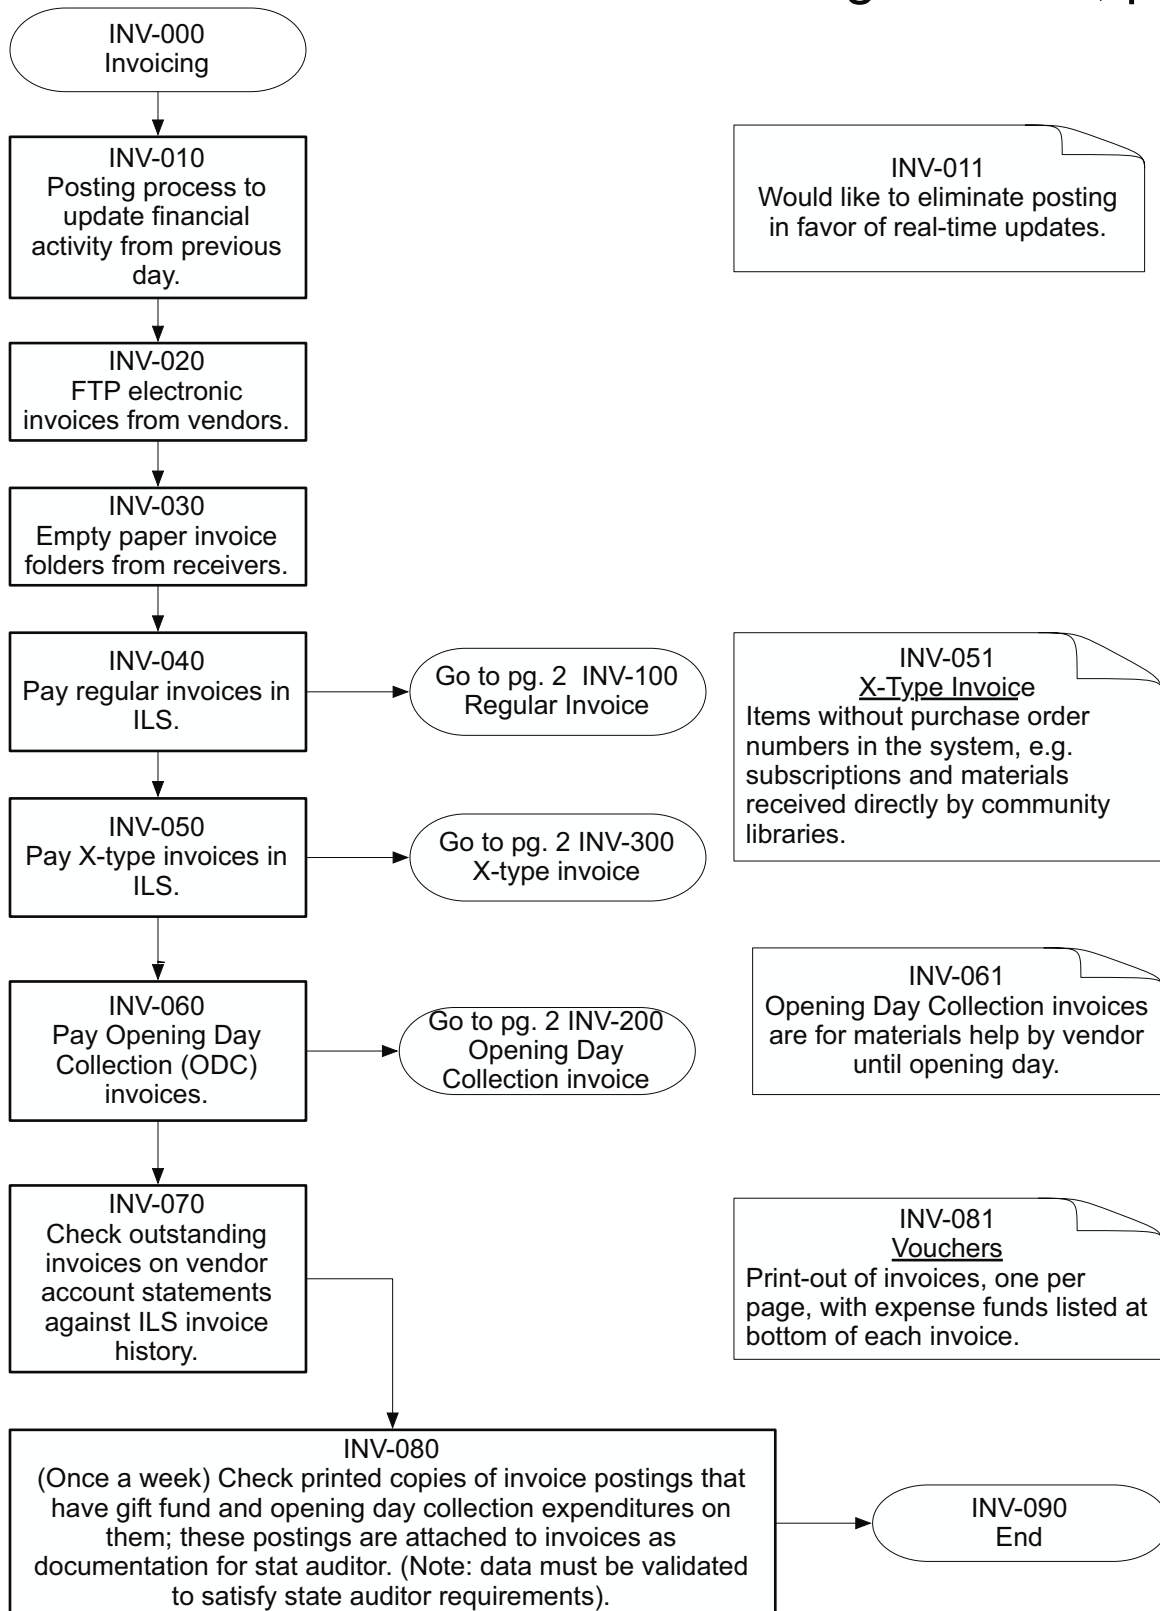 INV-000
Invoicing
INV-010
Posting process to
update financial
activity from previous
day.
INV-011
Would like to eliminate posting
in favor of real-time updates.
INV-020
FTP electronic
invoices from vendors.
INV-030
Empty paper invoice
folders from receivers.
INV-040
Pay regular invoices in
ILS.
Go to pg. 2 INV-100
Regular Invoice
INV-051
X-Type Invoice
Items without purchase order
numbers in the system, e.g.
subscriptions and materials
received directly by community
libraries.
INV-050
Pay X-type invoices in
ILS.
Go to pg. 2 INV-300
X-type invoice
INV-060
Pay Opening Day
Collection (ODC)
invoices.
Go to pg. 2 INV-200
Opening Day
Collection invoice
INV-061
Opening Day Collection invoices
are for materials help by vendor
until opening day.
INV-070
Check outstanding
invoices on vendor
account statements
against ILS invoice
history.
INV-081
Vouchers
Print-out of invoices, one per
page, with expense funds listed at
bottom of each invoice.
INV-080
(Once a week) Check printed copies of invoice postings that
have gift fund and opening day collection expenditures on
them; these postings are attached to invoices as
documentation for stat auditor. (Note: data must be validated
to satisfy state auditor requirements).
INV-090
End